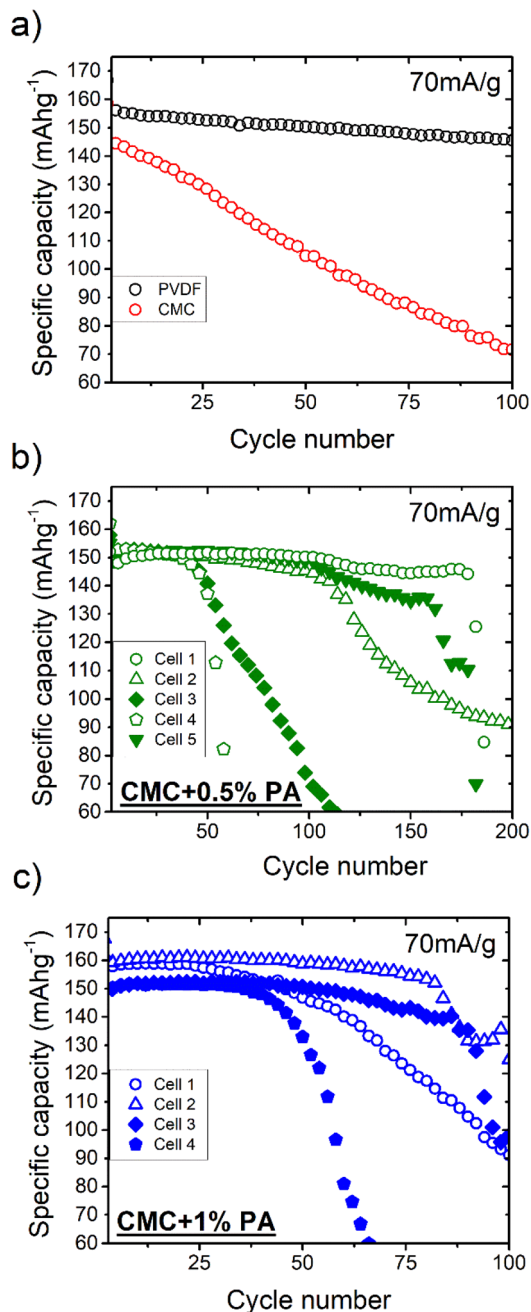 a)
70mA/g
Specific capacity (mAhg⁻¹)
170
160
150
140
130
120
110
100
90
80
70
60
PVDF
CMC
25
50
75
100
Cycle number
b)
70mA/g
Specific capacity (mAhg⁻¹)
170
160
150
140
130
120
110
100
90
80
70
60
Cell 1
Cell 2
Cell 3
Cell 4
Cell 5
CMC+0.5% PA
50
100
150
200
Cycle number
c)
70mA/g
Specific capacity (mAhg⁻¹)
170
160
150
140
130
120
110
100
90
80
70
60
Cell 1
Cell 2
Cell 3
Cell 4
CMC+1% PA
25
50
75
100
Cycle number